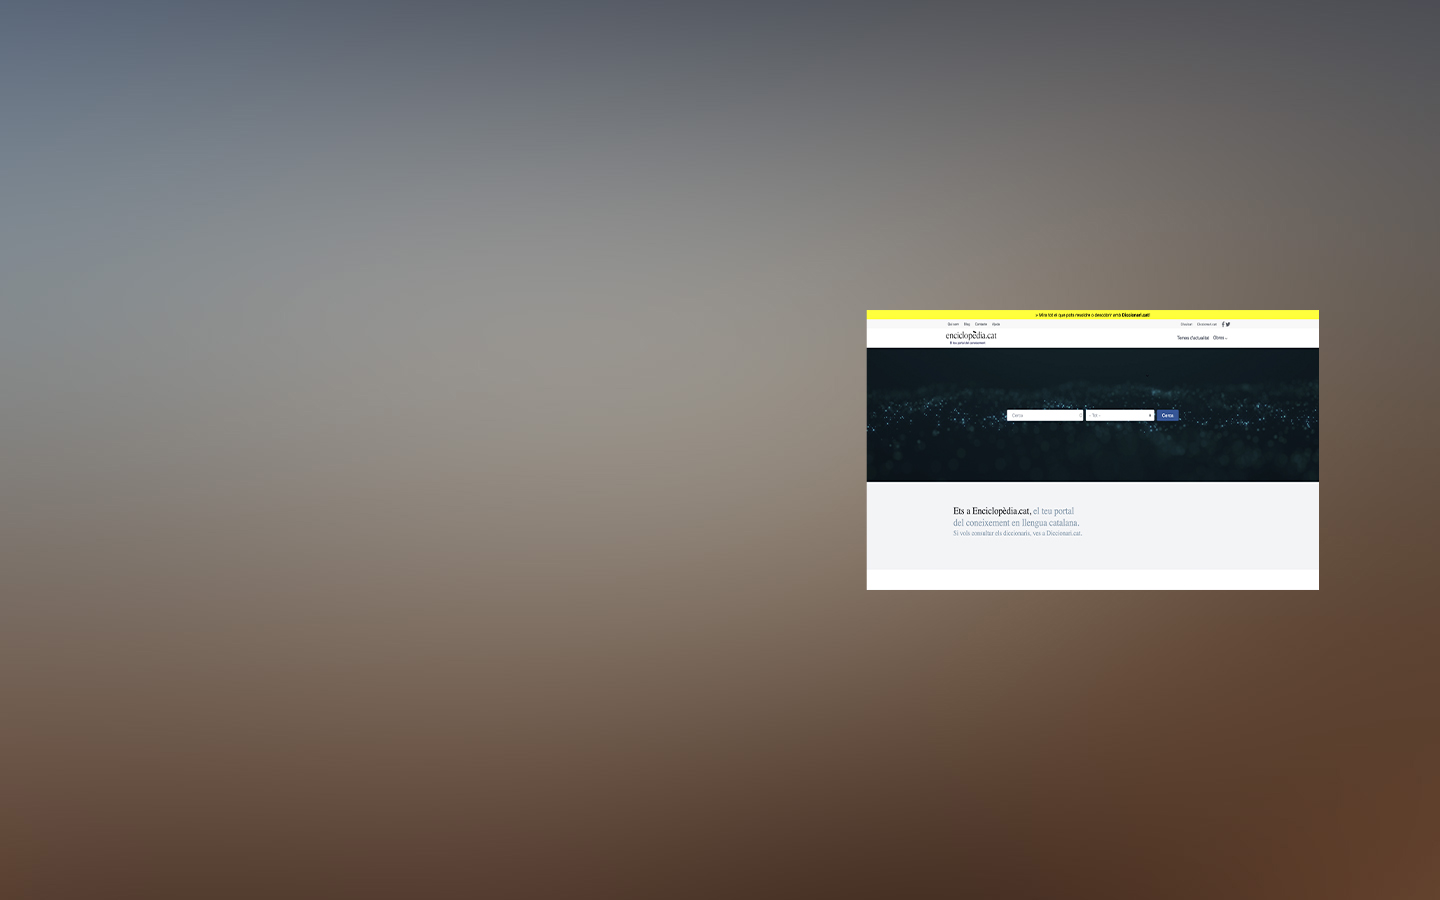 » Mira tot el que pots resoldre o descobrir amb Diccionari.cat!
Qui som Blog Contacte Ajuda
Diccionari.cat
enciclopèdia.cat
El teu portal del coneixement
Temes d'actualitat Obres
Cerca - Tot - Cerca
Ets a Enciclopèdia.cat, el teu portal
del coneixement en llengua catalana.
Si vols consultar els diccionaris, ves a Diccionari.cat.